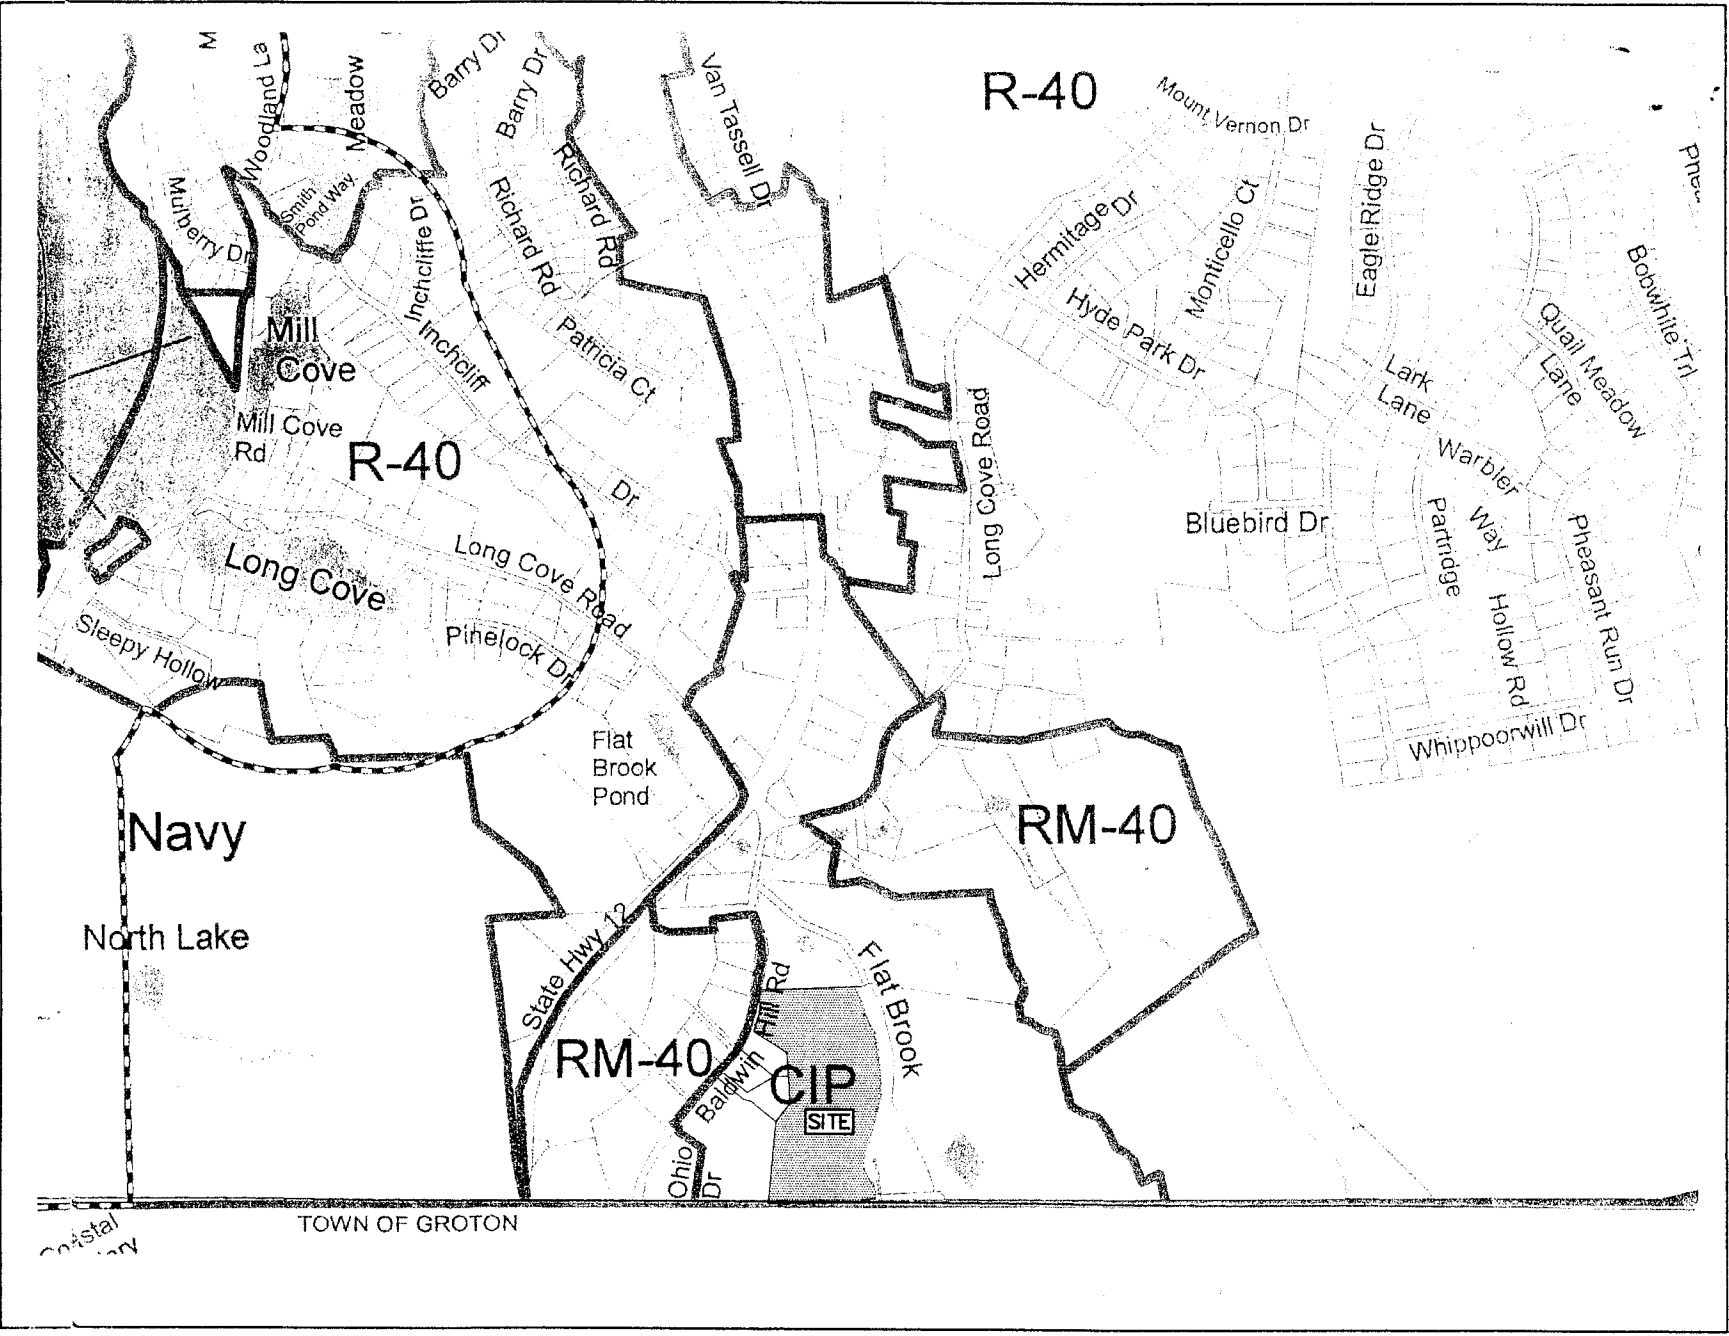 M
Woodland La
Meadow
Barry Dr
Barry Dr
Van Tassell Dr
R-40
Mount Vernon Dr
Eagle Ridge Dr
Mulberry Dr
Smith
Pond Way
Inchcliffe Dr
Richard Rd
Richard Rd
Hermitage Dr
Monticello Ct
Hyde Park Dr
Bobwhite Trl
Quail Meadow
Lane
Mill
Cove
Inchcliff
Patricia Ct
Lark
Lane
Mill Cove
Rd
R-40
Dr
Long Cove Road
Warbler
Way
Bluebird Dr
Partridge
Hollow Rd
Pheasant Run Dr
Long Cove
Long Cove Road
Sleepy Hollow
Pinelock Dr
Whippoorwill Dr
Flat
Brook
Pond
Navy
RM-40
North Lake
State Hwy 12
Flat Brook
RM-40
Baldwin
Hill Rd
CIP
SITE
Ohio
Dr
TOWN OF GROTON